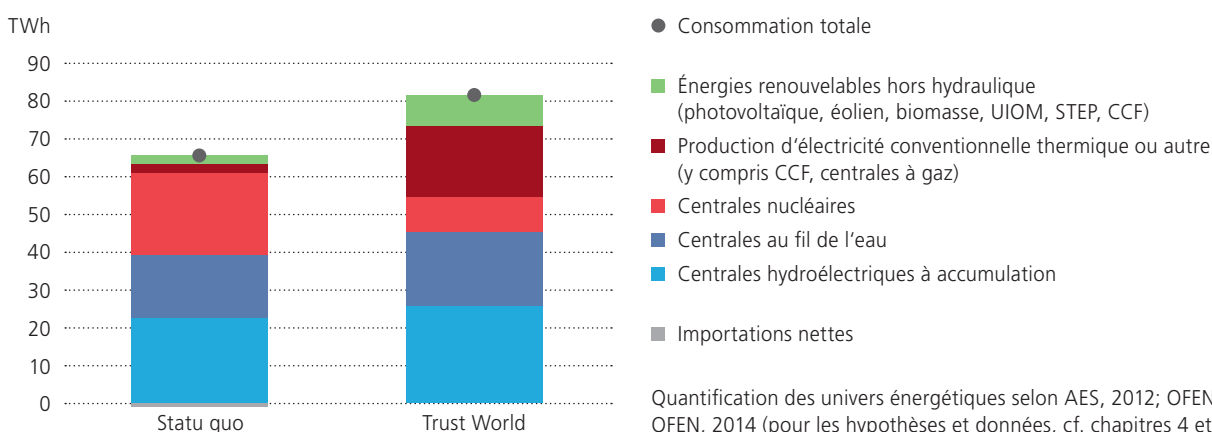 TWh
90
80
70
60
50
40
30
20
10
0
Statu quo
Trust World
Consommation totale
Énergies renouvelables hors hydraulique
(photovoltaïque, éolien, biomasse, UIOM, STEP, CCF)
Production d‘électricité conventionnelle thermique ou autre
(y compris CCF, centrales à gaz)
Centrales nucléaires
Centrales au fil de l‘eau
Centrales hydroélectriques à accumulation
Importations nettes
Quantification des univers énergétiques selon AES, 2012; OFEN
OFEN, 2014 (pour les hypothèses et données, cf. chapitres 4 et